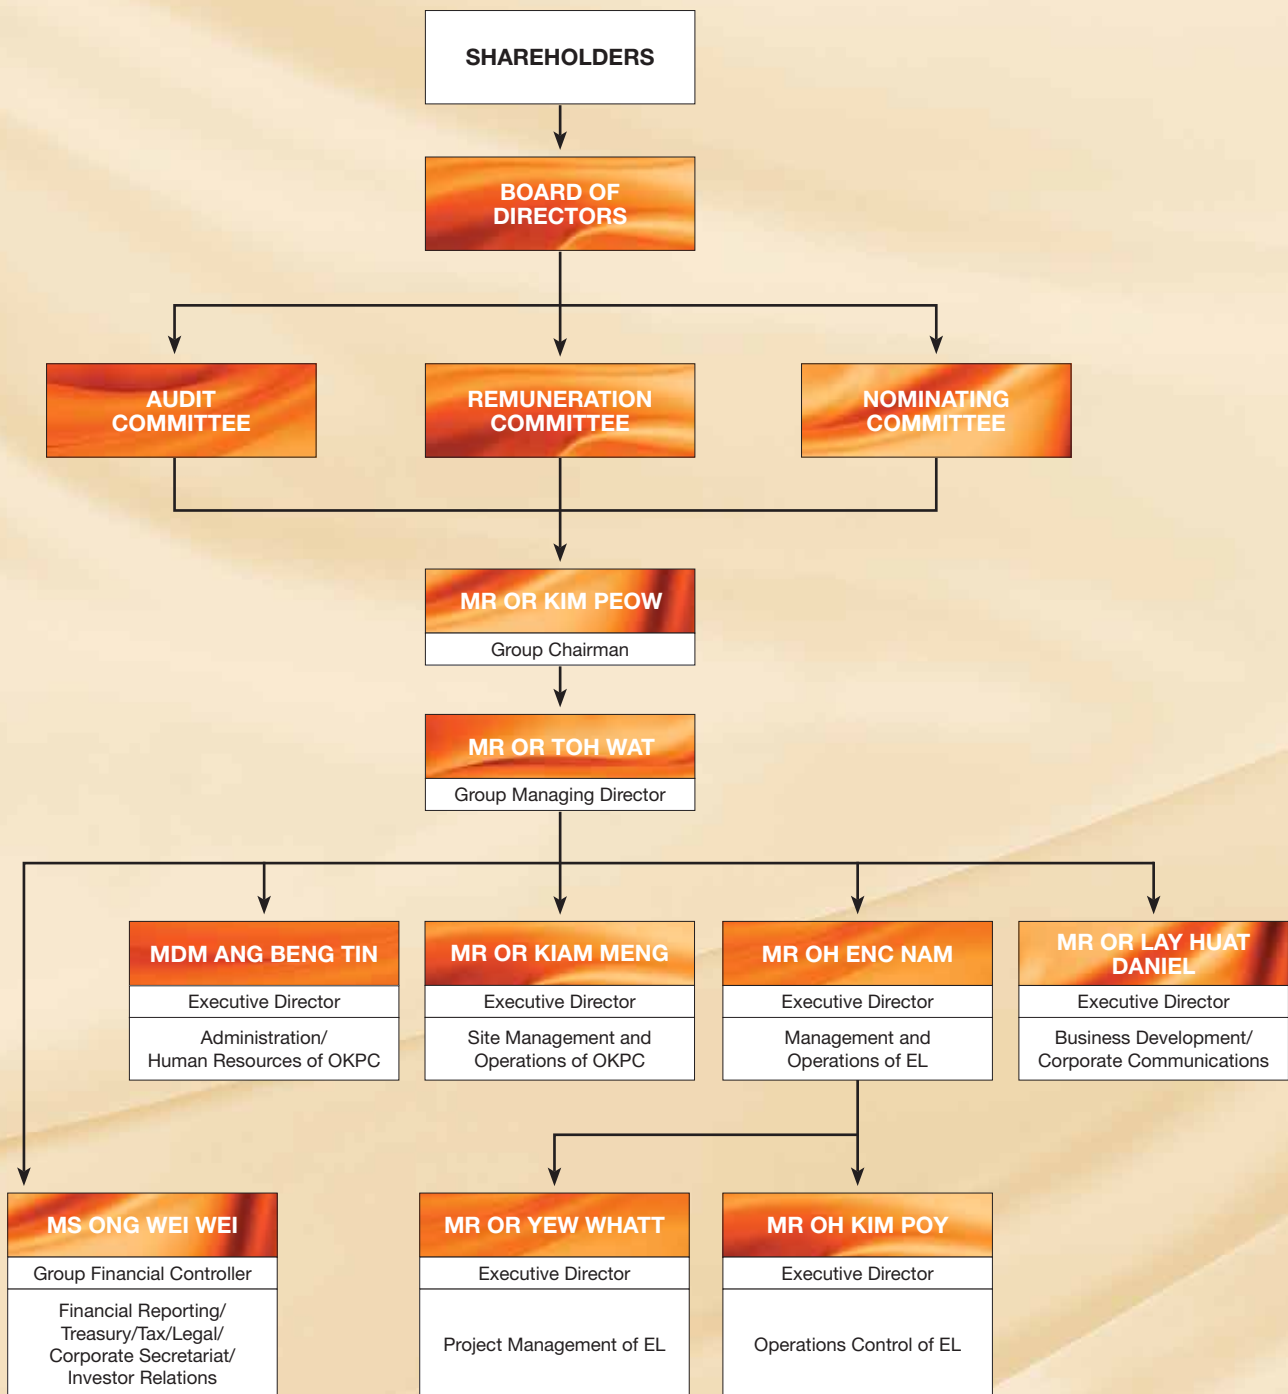 SHAREHOLDERS
BOARD OF
DIRECTORS
AUDIT
COMMITTEE
REMUNERATION
COMMITTEE
NOMINATING
COMMITTEE
MR OR KIM PEOW
Group Chairman
MR OR TOH WAT
Group Managing Director
MDM ANG BENG TIN
Executive Director
Administration/
Human Resources of OKPC
MR OR KIAM MENG
Executive Director
Site Management and
Operations of OKPC
MR OH ENC NAM
Executive Director
Management and
Operations of EL
MR OR LAY HUAT
DANIEL
Executive Director
Business Development/
Corporate Communications
MS ONG WEI WEI
Group Financial Controller
Financial Reporting/
Treasury/Tax/Legal/
Corporate Secretariat/
Investor Relations
MR OR YEW WHATT
Executive Director
Project Management of EL
MR OH KIM POY
Executive Director
Operations Control of EL